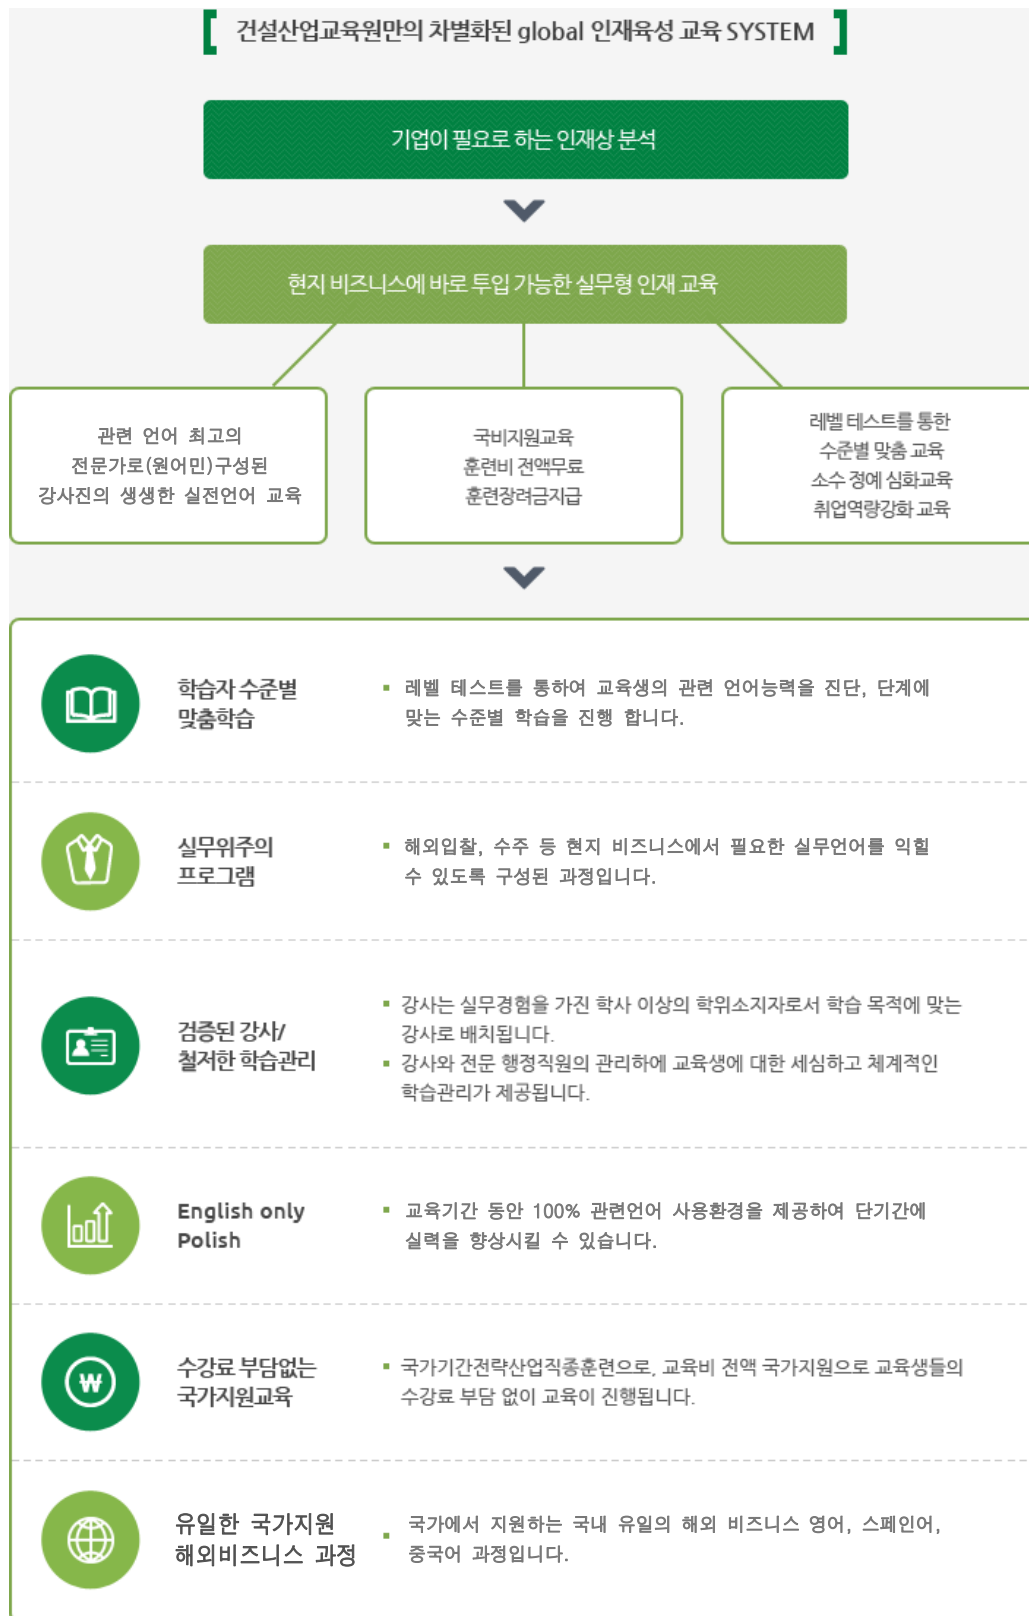 건설산업교육원만의 차별화된 global 인재육성 교육 SYSTEM
기업이 필요로 하는 인재상 분석
현지 비즈니스에 바로 투입 가능한 실무형 인재 교육
관련 언어 최고의
전문가로(원어민)구성된
강사진의 생생한 실전언어 교육
국비지원교육
훈련비 전액무료
훈련장려금지급
레벨 테스트를 통한
수준별 맞춤 교육
소수 정예 심화교육
취업역량강화 교육
학습자 수준별
맞춤학습
▪ 레벨 테스트를 통하여 교육생의 관련 언어능력을 진단, 단계에
맞는 수준별 학습을 진행 합니다.
실무위주의
프로그램
▪ 해외입찰, 수주 등 현지 비즈니스에서 필요한 실무언어를 익힐
수 있도록 구성된 과정입니다.
검증된 강사/
철저한 학습관리
▪ 강사는 실무경험을 가진 학사 이상의 학위소지자로서 학습 목적에 맞는
강사로 배치됩니다.
▪ 강사와 전문 행정직원의 관리하에 교육생에 대한 세심하고 체계적인
학습관리가 제공됩니다.
English only
Polish
▪ 교육기간 동안 100% 관련언어 사용환경을 제공하여 단기간에
실력을 향상시킬 수 있습니다.
수강료 부담없는
국가지원교육
▪ 국가기간전략산업직종훈련으로, 교육비 전액 국가지원으로 교육생들의
수강료 부담 없이 교육이 진행됩니다.
유일한 국가지원
해외비즈니스 과정
▪ 국가에서 지원하는 국내 유일의 해외 비즈니스 영어, 스페인어,
중국어 과정입니다.